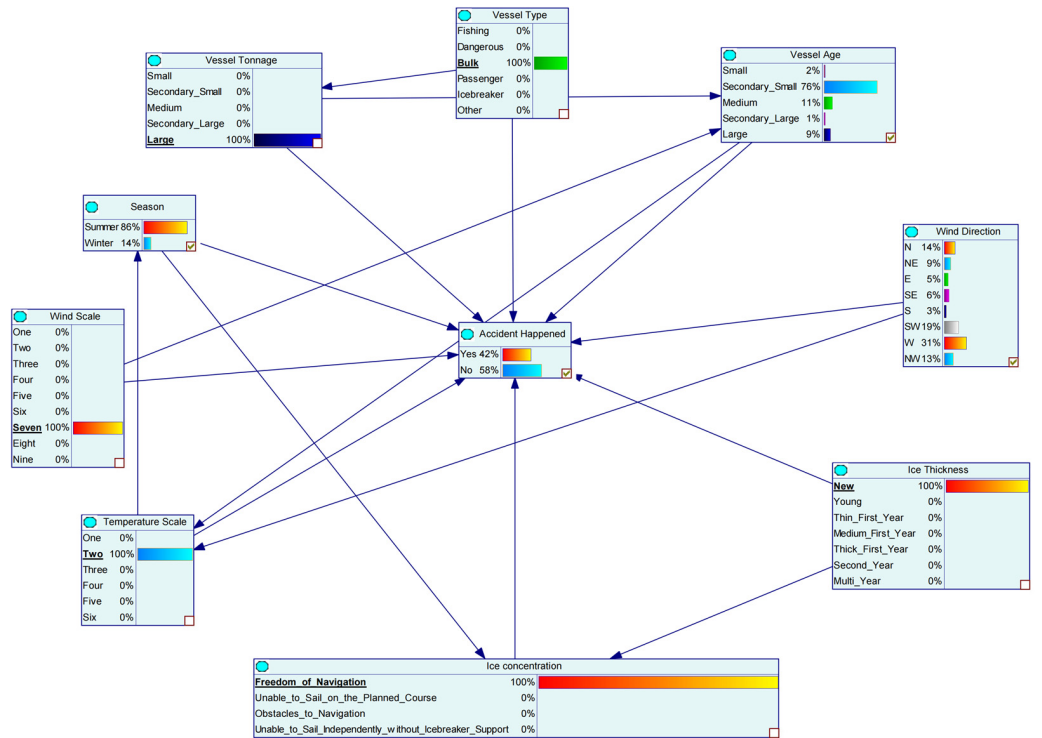 Vessel Type
Fishing 0%
Dangerous 0%
Bulk 100%
Passenger 0%
Icebreaker 0%
Other 0%
Vessel Tonnage
Small 0%
Secondary_Small 0%
Medium 0%
Secondary_Large 0%
Large 100%
Vessel Age
Small 2%
Secondary_Small 76%
Medium 11%
Secondary_Large 1%
Large 9%
Season
Summer 86%
Winter 14%
Wind Direction
N 14%
NE 9%
E 5%
SE 6%
S 3%
SW 19%
W 31%
NW 13%
Wind Scale
One 0%
Two 0%
Three 0%
Four 0%
Five 0%
Six 0%
Seven 100%
Eight 0%
Nine 0%
Accident Happened
Yes 42%
No 58%
Ice Thickness
New 100%
Young 0%
Thin_First_Year 0%
Medium_First_Year 0%
Thick_First_Year 0%
Second_Year 0%
Multi_Year 0%
Temperature Scale
One 0%
Two 100%
Three 0%
Four 0%
Five 0%
Six 0%
Ice concentration
Freedom_of_Navigation 100%
Unable_to_Sail_on_the_Planned_Course 0%
Obstacles_to_Navigation 0%
Unable_to_Sail_Independently_without_Icebreaker_Support 0%